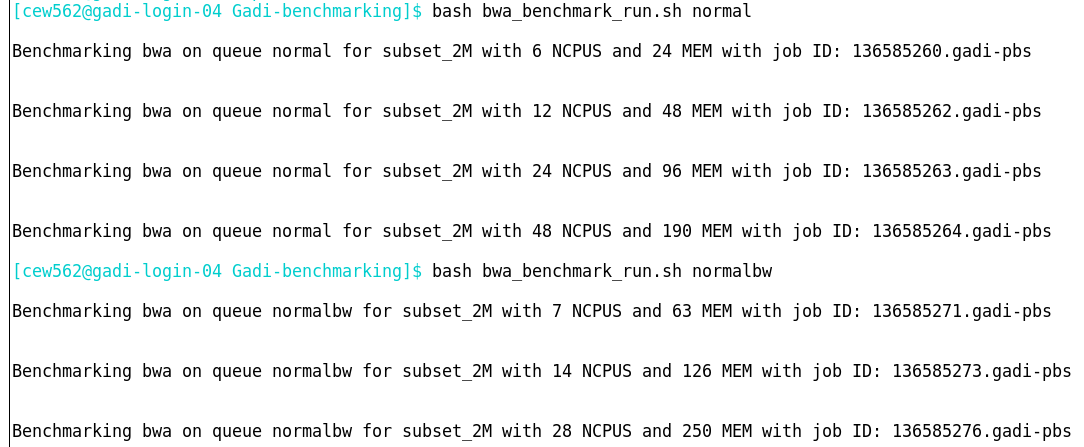 [cew562@gadi-login-04 Gadi-benchmarking]$ bash bwa_benchmark_run.sh normal
Benchmarking bwa on queue normal for subset_2M with 6 NCPUS and 24 MEM with job ID: 136585260.gadi-pbs
Benchmarking bwa on queue normal for subset_2M with 12 NCPUS and 48 MEM with job ID: 136585262.gadi-pbs
Benchmarking bwa on queue normal for subset_2M with 24 NCPUS and 96 MEM with job ID: 136585263.gadi-pbs
Benchmarking bwa on queue normal for subset_2M with 48 NCPUS and 190 MEM with job ID: 136585264.gadi-pbs
[cew562@gadi-login-04 Gadi-benchmarking]$ bash bwa_benchmark_run.sh normalbw
Benchmarking bwa on queue normalbw for subset_2M with 7 NCPUS and 63 MEM with job ID: 136585271.gadi-pbs
Benchmarking bwa on queue normalbw for subset_2M with 14 NCPUS and 126 MEM with job ID: 136585273.gadi-pbs
Benchmarking bwa on queue normalbw for subset_2M with 28 NCPUS and 250 MEM with job ID: 136585276.gadi-pbs